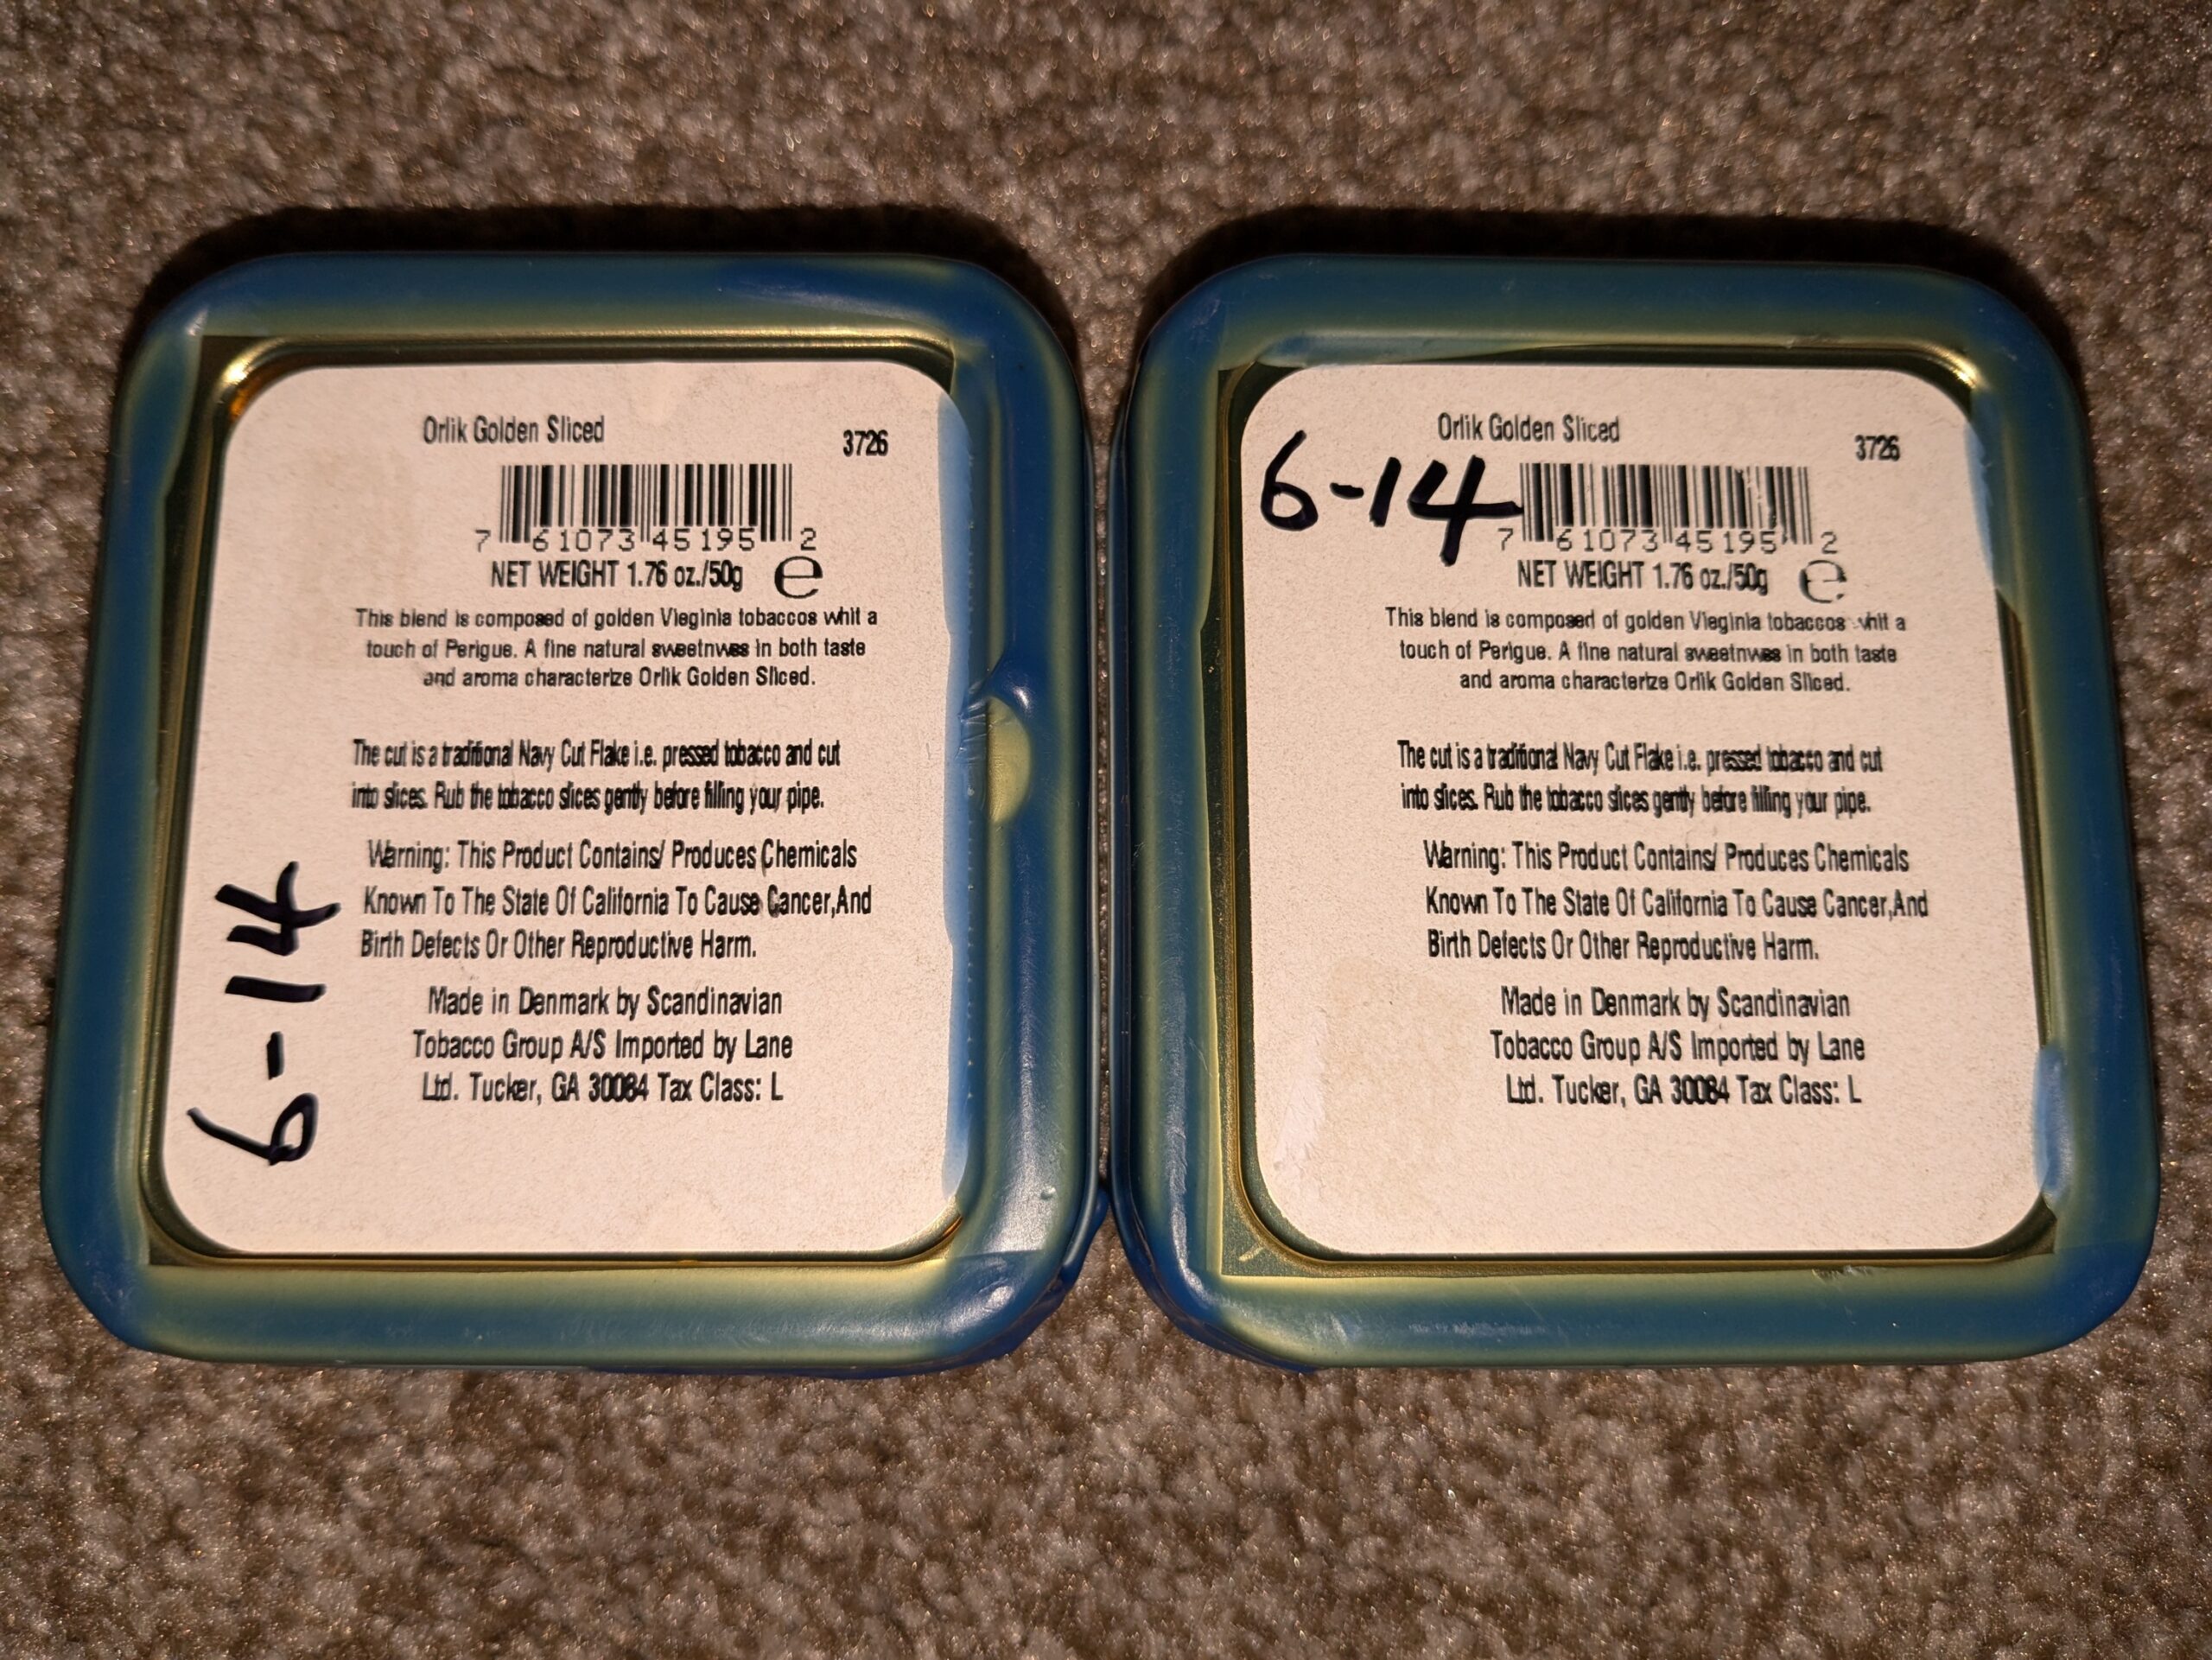 Orlik Golden Sliced
3726
7 61073 45195 2
NET WEIGHT 1.76 oz./50g e
This blend is composed of golden Vieginia tobaccos whit a
touch of Perigue. A fine natural sweetnwes in both taste
and aroma characterize Orlik Golden Sliced.
The cut is a traditional Navy Cut Flake i.e. pressed tobacco and cut
into slices. Rub the tobacco slices gently before filling your pipe.
Warning: This Product Contains/ Produces Chemicals
Known To The State Of California To Cause Cancer,And
Birth Defects Or Other Reproductive Harm.
Made in Denmark by Scandinavian
Tobacco Group A/S Imported by Lane
Ltd. Tucker, GA 30084 Tax Class: L
6-14
Orlik Golden Sliced
3726
6-14
7 61073 45195 2
NET WEIGHT 1.76 oz./50g e
This blend is composed of golden Vieginia tobaccos whit a
touch of Perigue. A fine natural sweetnwes in both taste
and aroma characterize Orlik Golden Sliced.
The cut is a traditional Navy Cut Flake i.e. pressed tobacco and cut
into slices. Rub the tobacco slices gently before filling your pipe.
Warning: This Product Contains/ Produces Chemicals
Known To The State Of California To Cause Cancer,And
Birth Defects Or Other Reproductive Harm.
Made in Denmark by Scandinavian
Tobacco Group A/S Imported by Lane
Ltd. Tucker, GA 30084 Tax Class: L